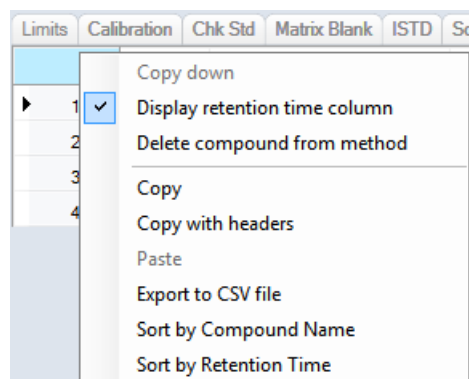 Limits Calibration Chk Std Matrix Blank ISTD
Copy down
1 Display retention time column
2 Delete compound from method
3 Copy
4 Copy with headers
Paste
Export to CSV file
Sort by Compound Name
Sort by Retention Time